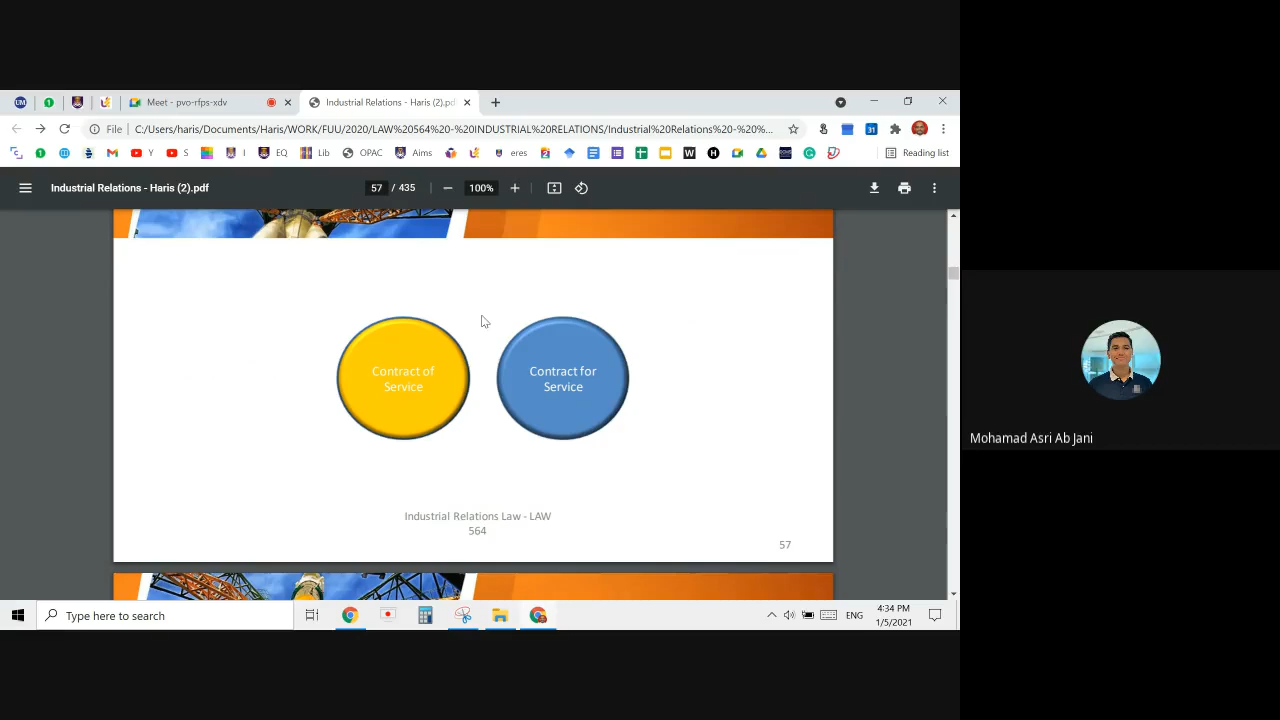 Meet - pvo-rfps-xdv
Industrial Relations - Haris (2).pd
File C:/Users/haris/Documents/Haris/WORK/FUU/2020/LAW%20564%20-%20INDUSTRIAL%20RELATIONS/Industrial%20Relations%20-%20%...
Y S I EQ Lib OPAC Aims eres Reading list
Industrial Relations - Haris (2).pdf 57 / 435 100%
Contract of
Service
Contract for
Service
Industrial Relations Law - LAW
564
57
Mohamad Asri Ab Jani
Type here to search
ENG
4:34 PM
1/5/2021